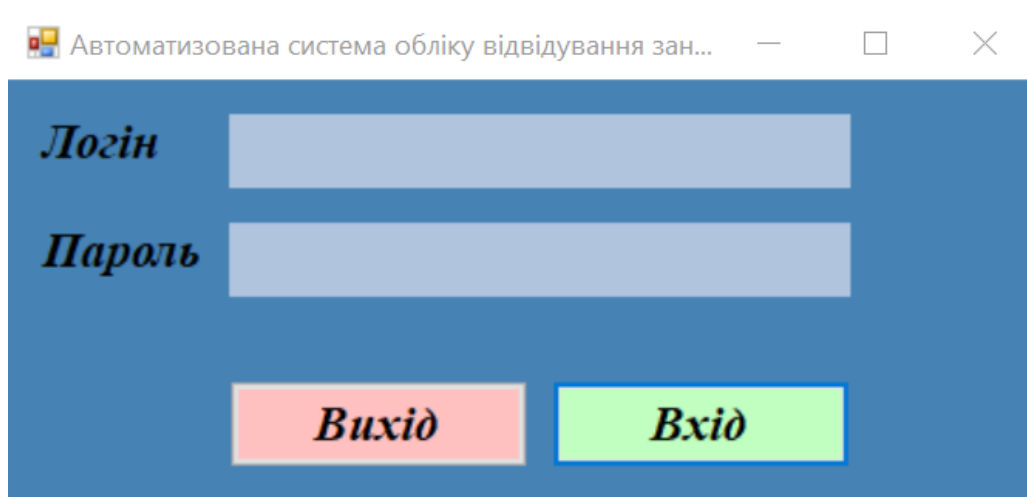 Автоматизована система обліку відвідування зан...
Логін
Пароль
Вихід
Вхід